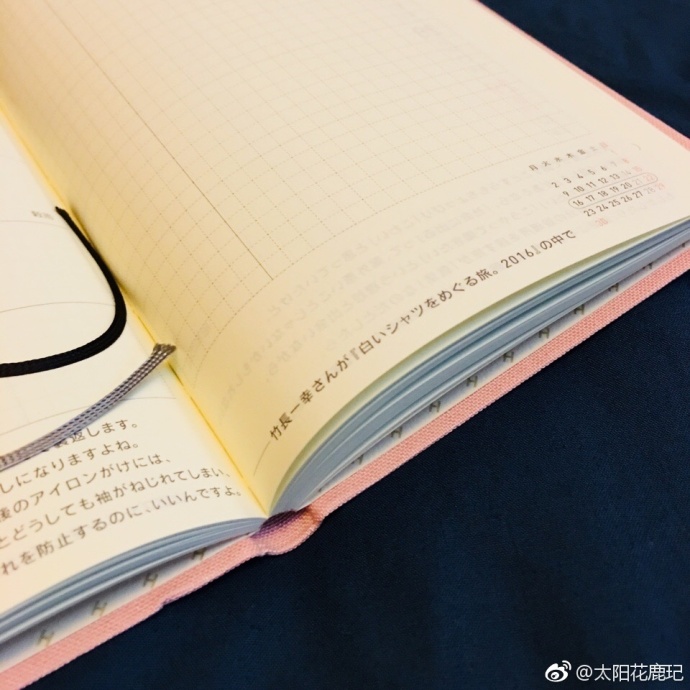 返します。
しになりますよね。
のアイロンがけには、
とどうしても袖がねじれてしまい、
れを防止するのに、いいんですよ。
月 火 水 木 金 土 日
2 3 4 5 6 7 8
9 10 11 12 13 14 15
16 17 18 19 20 21 22
23 24 25 26 27 28 29
竹長一幸さんが『白いシャツをめぐる旅。2016』の中で
@太阳花鹿玘